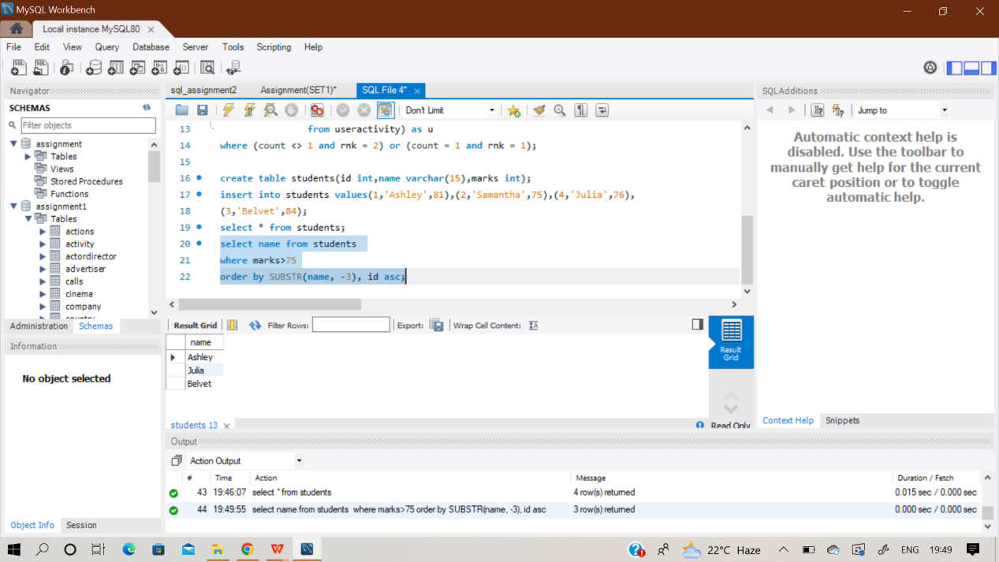 MySQL Workbench
Local instance MySQL80
File Edit View Query Database Server Tools Scripting Help
Navigator
SCHEMAS
Filter objects
assignment
Tables
Views
Stored Procedures
Functions
assignment1
Tables
actions
activity
actordirector
advertiser
calls
cinema
company
country
Administration Schemas
Information
No object selected
Object Info Session
sql_assignment2 Assignment(SET1)* SQL File 4*
Don't Limit
13 from useractivity) as u
14 where (count <> 1 and rnk = 2) or (count = 1 and rnk = 1);
15
16 create table students(id int,name varchar(15),marks int);
17 insert into students values(1,'Ashley',81),(2,'Samantha',75),(4,'Julia',76),
18 (3,'Belvet',84);
19 select * from students;
20 select name from students
21 where marks>75
22 order by SUBSTR(name, -3), id asc;
Result Grid Filter Rows: Export: Wrap Cell Content:
name
Ashley
Julia
Belvet
Result
Grid
students 13
Read Only
SQLAdditions
Jump to
Automatic context help is
disabled. Use the toolbar to
manually get help for the current
caret position or to toggle
automatic help.
Context Help Snippets
Output
Action Output
# Time Action Message Duration / Fetch
43 19:46:07 select * from students 4 row(s) returned 0.015 sec / 0.000 sec
44 19:49:55 select name from students where marks>75 order by SUBSTR(name, -3), id asc 3 row(s) returned 0.000 sec / 0.000 sec
22°C Haze ENG 19:49